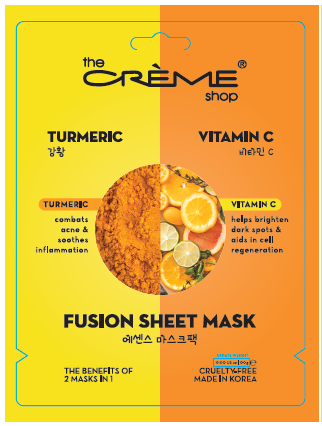 the
CRÈME®
shop
TURMERIC
강황
VITAMIN C
비타민 C
TURMERIC
combats
acne &
soothes
inflammation
VITAMIN C
helps brighten
dark spots &
aids in cell
regeneration
FUSION SHEET MASK
에센스 마스크팩
THE BENEFITS OF
2 MASKS IN 1
CRUELTY-FREE
MADE IN KOREA